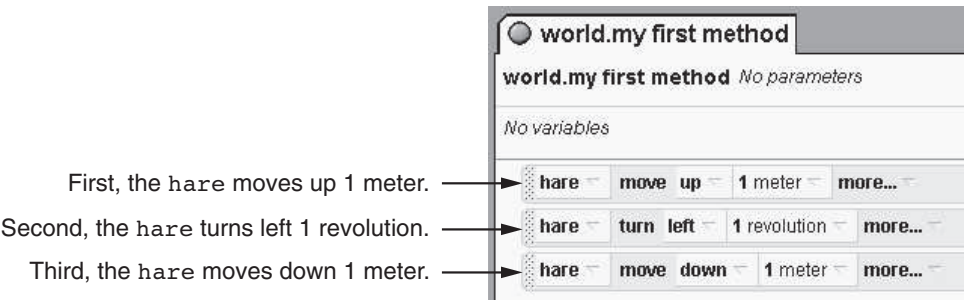 world.my first method
world.my first method No parameters
No variables
First, the hare moves up 1 meter.
hare move up 1 meter more...
Second, the hare turns left 1 revolution.
hare turn left 1 revolution more...
Third, the hare moves down 1 meter.
hare move down 1 meter more...